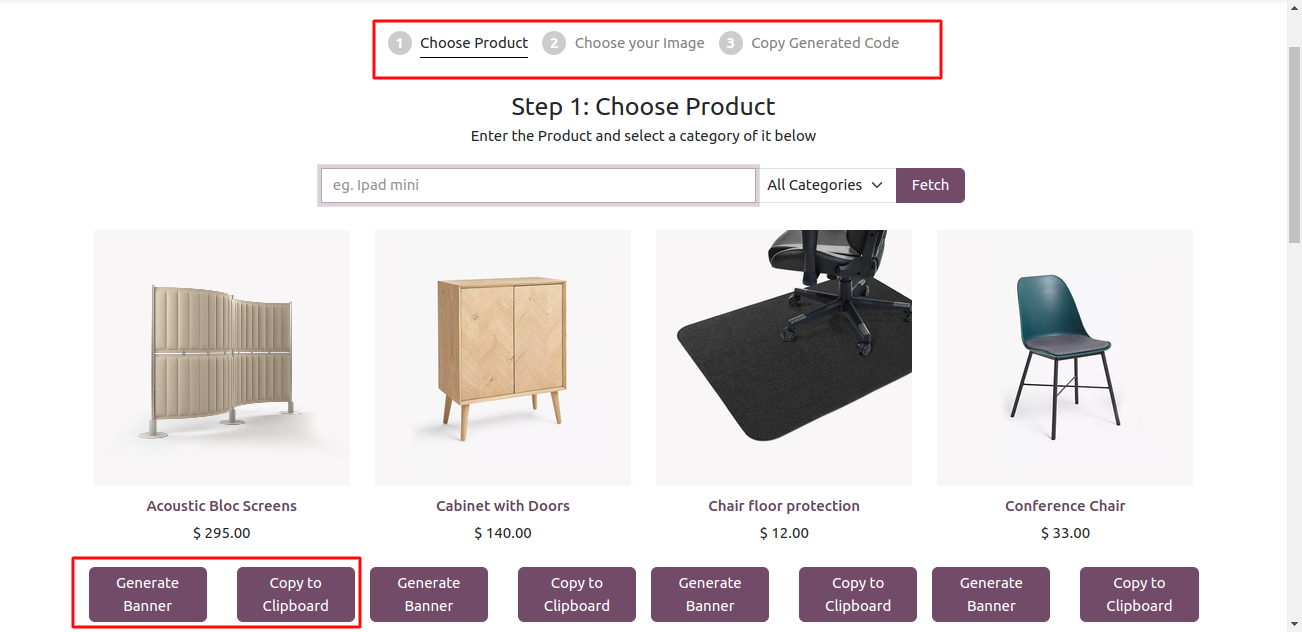 1 Choose Product 2 Choose your Image 3 Copy Generated Code
Step 1: Choose Product
Enter the Product and select a category of it below
eg. Ipad mini All Categories Fetch
Acoustic Bloc Screens Cabinet with Doors Chair floor protection Conference Chair
$ 295.00 $ 140.00 $ 12.00 $ 33.00
Generate Copy to Generate Copy to Generate Copy to Generate Copy to
Banner Clipboard Banner Clipboard Banner Clipboard Banner Clipboard